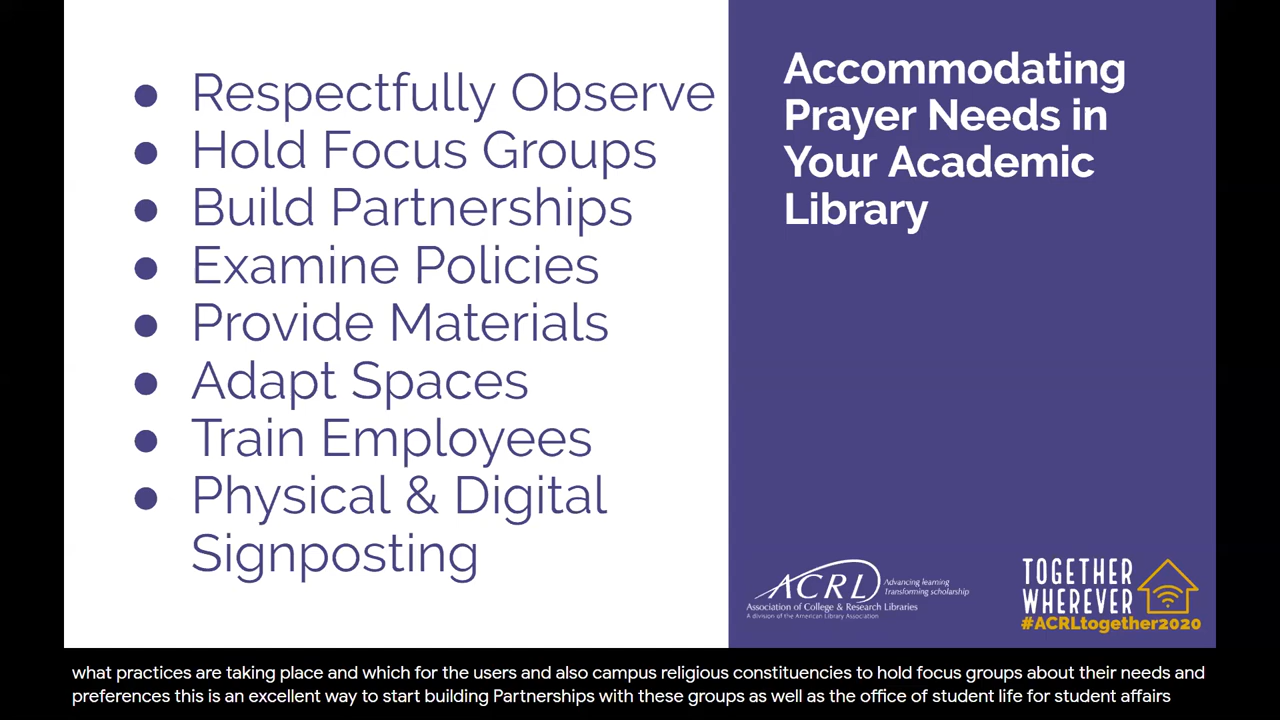 ● Respectfully Observe
● Hold Focus Groups
● Build Partnerships
● Examine Policies
● Provide Materials
● Adapt Spaces
● Train Employees
● Physical & Digital
Signposting
Accommodating
Prayer Needs in
Your Academic
Library
ACRL
Advancing learning
Transforming scholarship
Association of College & Research Libraries
A division of the American Library Association
TOGETHER
WHEREVER
#ACRLtogether2020
what practices are taking place and which for the users and also campus religious constituencies to hold focus groups about their needs and
preferences this is an excellent way to start building Partnerships with these groups as well as the office of student life for student affairs